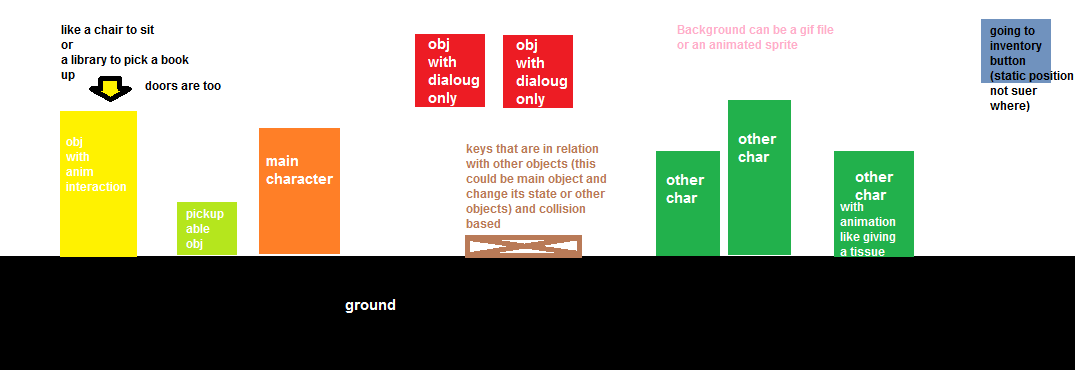 like a chair to sit
or
a library to pick a book
up
doors are too
obj
with
anim
interaction
pickup
able
obj
main
character
obj
with
dialoug
only
obj
with
dialoug
only
keys that are in relation
with other objects (this
could be main object and
change its state or other
objects) and collision
based
Background can be a gif file
or an animated sprite
other
char
other
char
other
char
with
animation
like giving
a tissue
going to
inventory
button
(static position
not suer
where)
ground